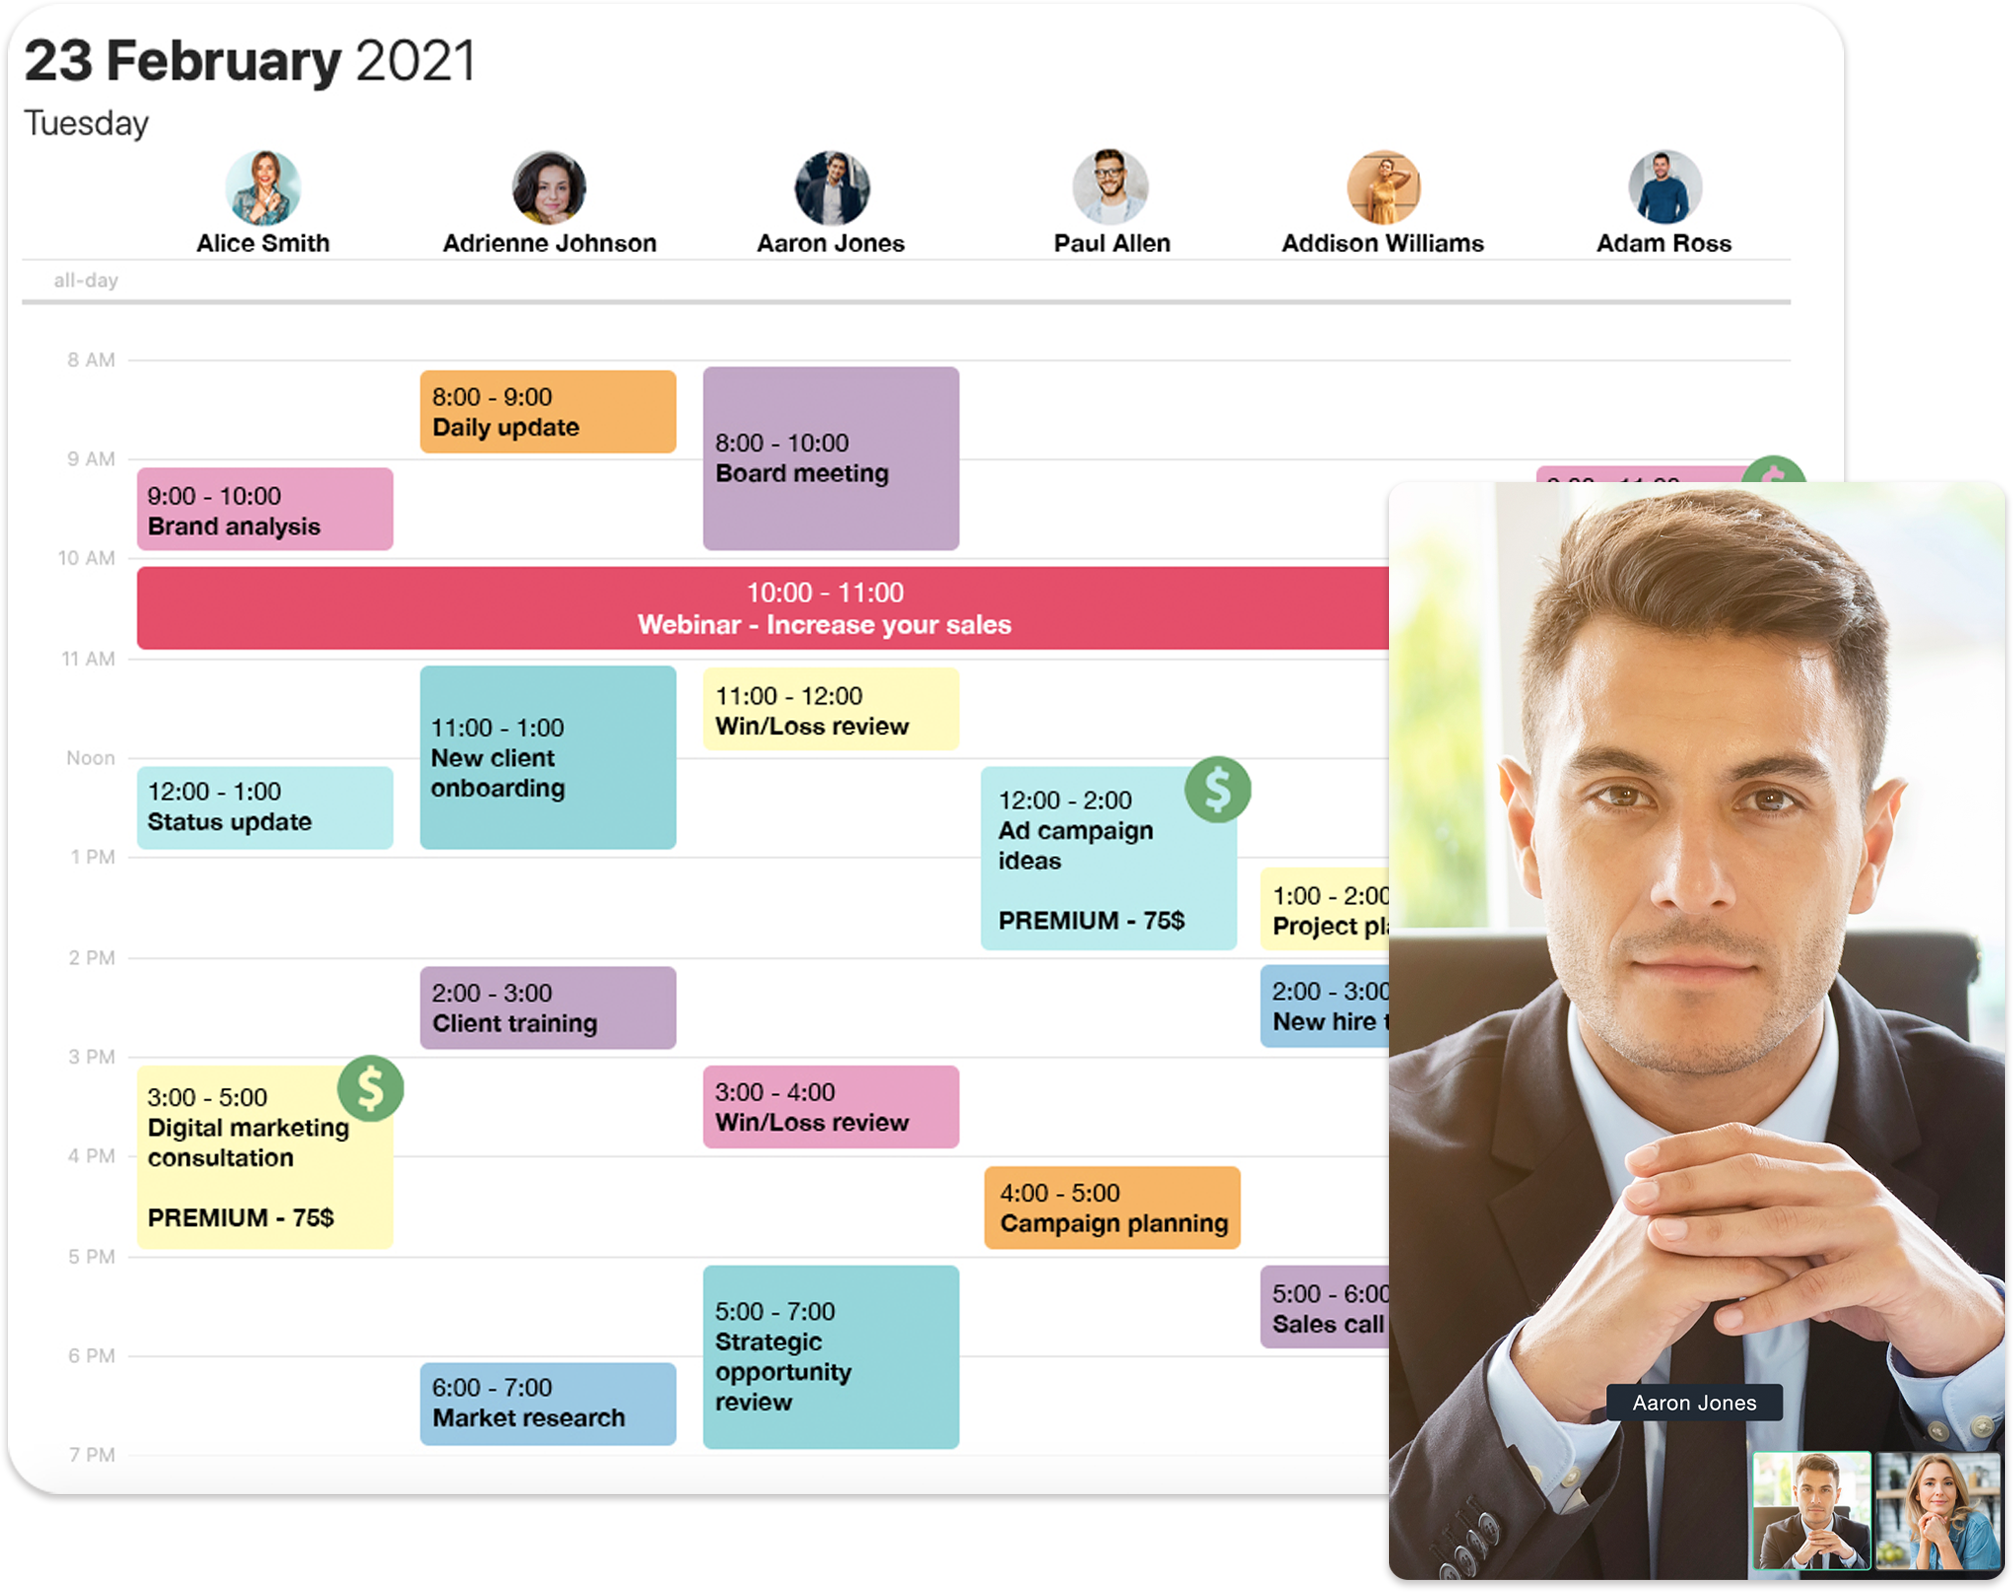 23 February 2021
Tuesday
Alice Smith
Adrienne Johnson
Aaron Jones
Paul Allen
Addison Williams
Adam Ross
all-day
8 AM
8:00 - 9:00
Daily update
8:00 - 10:00
Board meeting
9 AM
9:00 - 10:00
Brand analysis
$
10 AM
10:00 - 11:00
Webinar - Increase your sales
11 AM
11:00 - 1:00
New client
onboarding
11:00 - 12:00
Win/Loss review
Noon
12:00 - 1:00
Status update
12:00 - 2:00
Ad campaign
ideas
PREMIUM - 75$
$
1 PM
1:00 - 2:00
Project
2 PM
2:00 - 3:00
Client training
2:00 - 3:00
New hire
3 PM
3:00 - 5:00
Digital marketing
consultation
PREMIUM - 75$
$
3:00 - 4:00
Win/Loss review
4 PM
4:00 - 5:00
Campaign planning
5 PM
5:00 - 7:00
Strategic
opportunity
review
5:00 - 6:00
Sales call
6 PM
6:00 - 7:00
Market research
7 PM
Aaron Jones